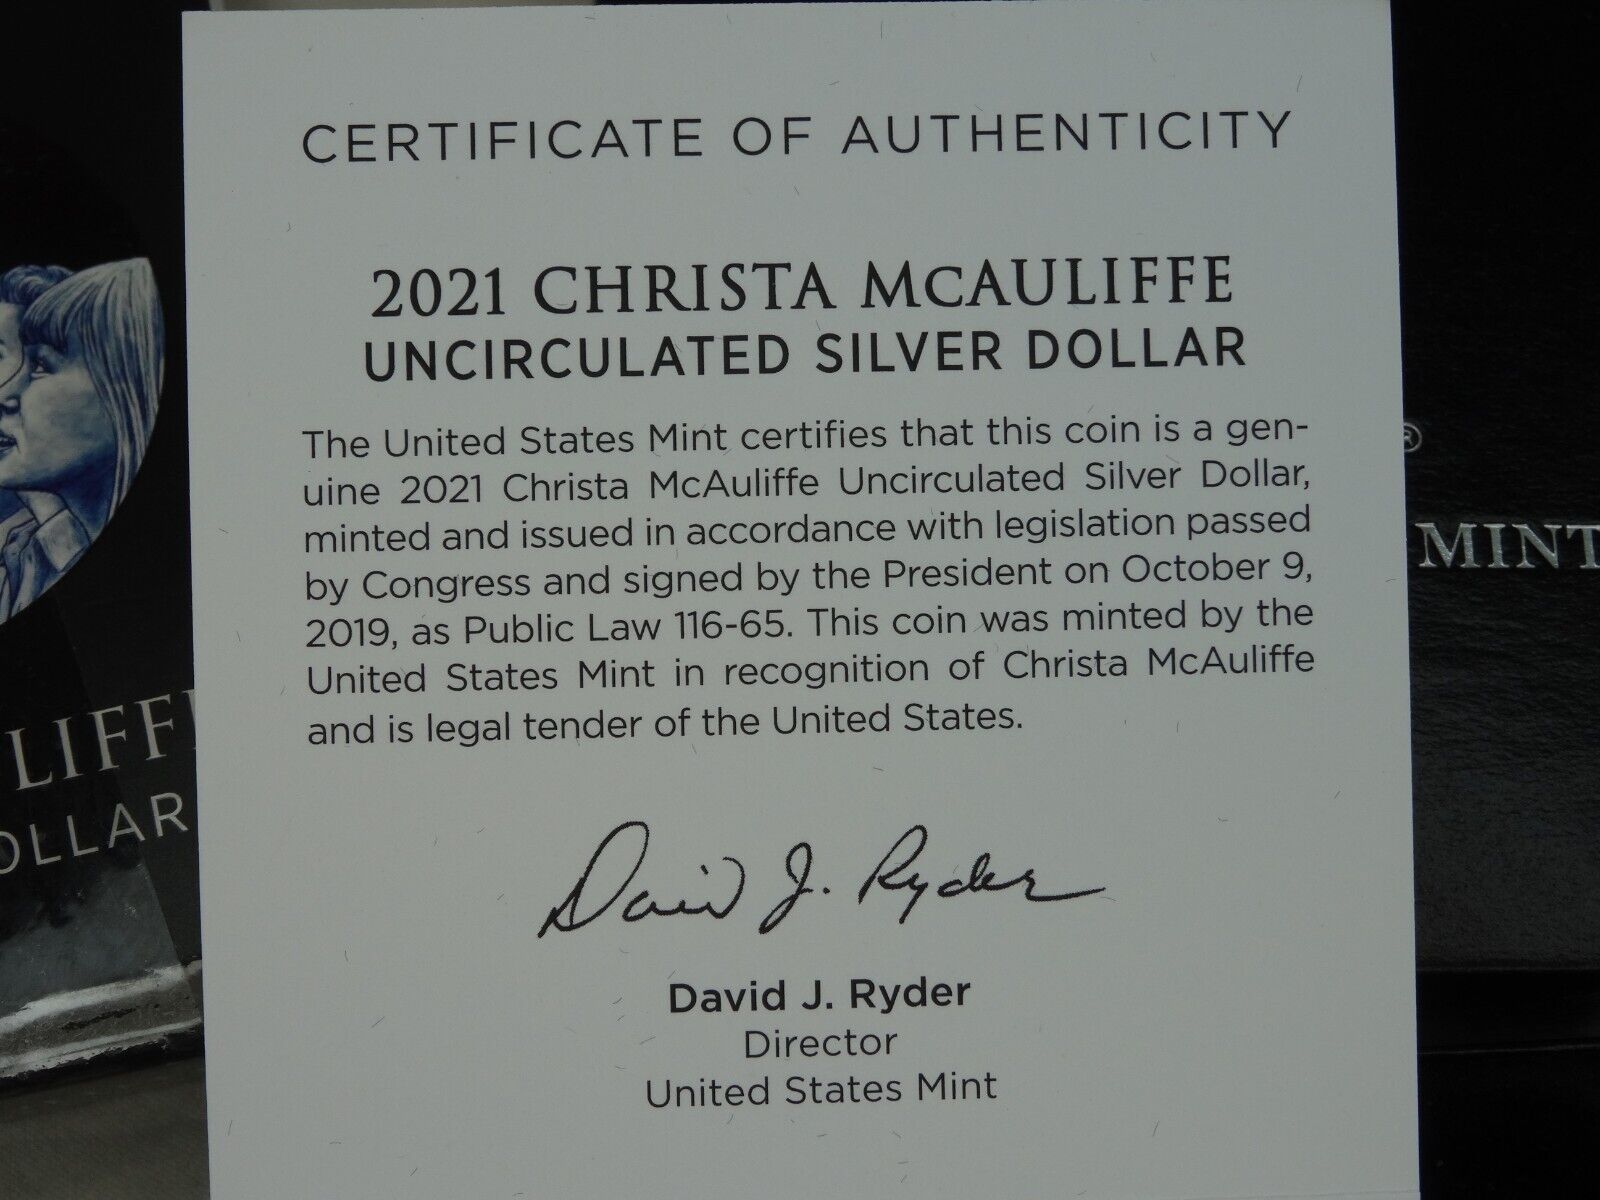 CERTIFICATE OF AUTHENTICITY
2021 CHRISTA MCAULIFFE
UNCIRCULATED SILVER DOLLAR
The United States Mint certifies that this coin is a gen-
uine 2021 Christa McAuliffe Uncirculated Silver Dollar,
minted and issued in accordance with legislation passed
by Congress and signed by the President on October 9,
2019, as Public Law 116-65. This coin was minted by the
United States Mint in recognition of Christa McAuliffe
and is legal tender of the United States.
David J. Ryder
David J. Ryder
Director
United States Mint
LIFF
OLLAR
®
MINT